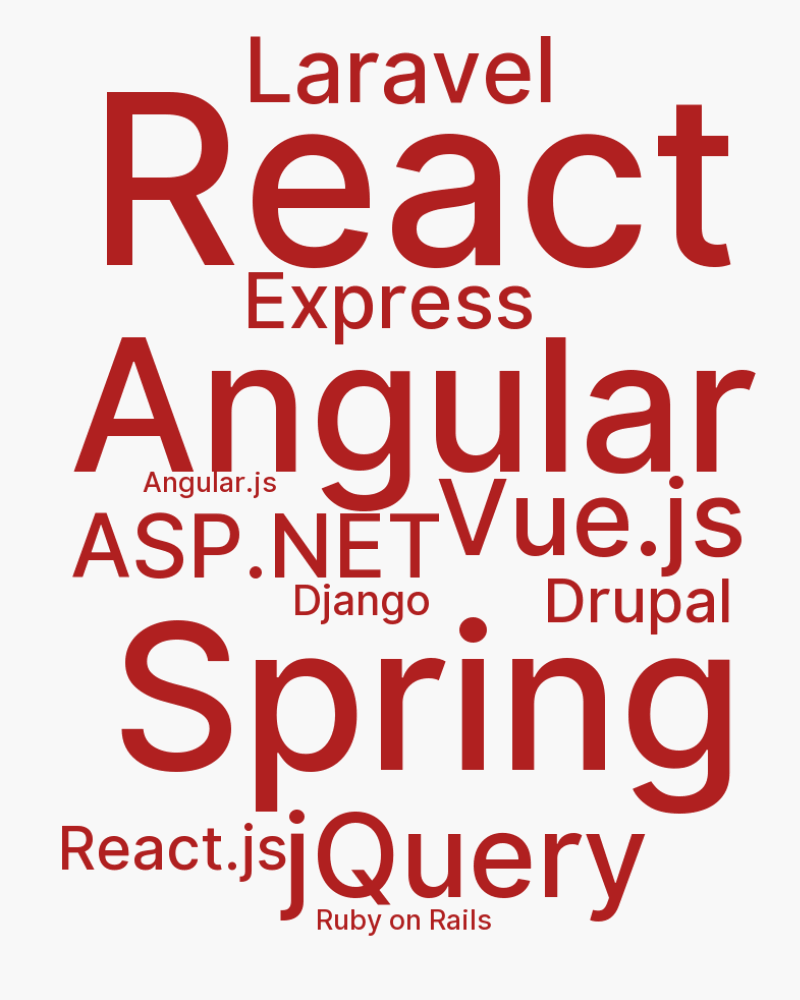 Laravel
React
Express
Angular
Angular.js
Vue.js
ASP.NET
Django
Drupal
Spring
React.js
jQuery
Ruby on Rails